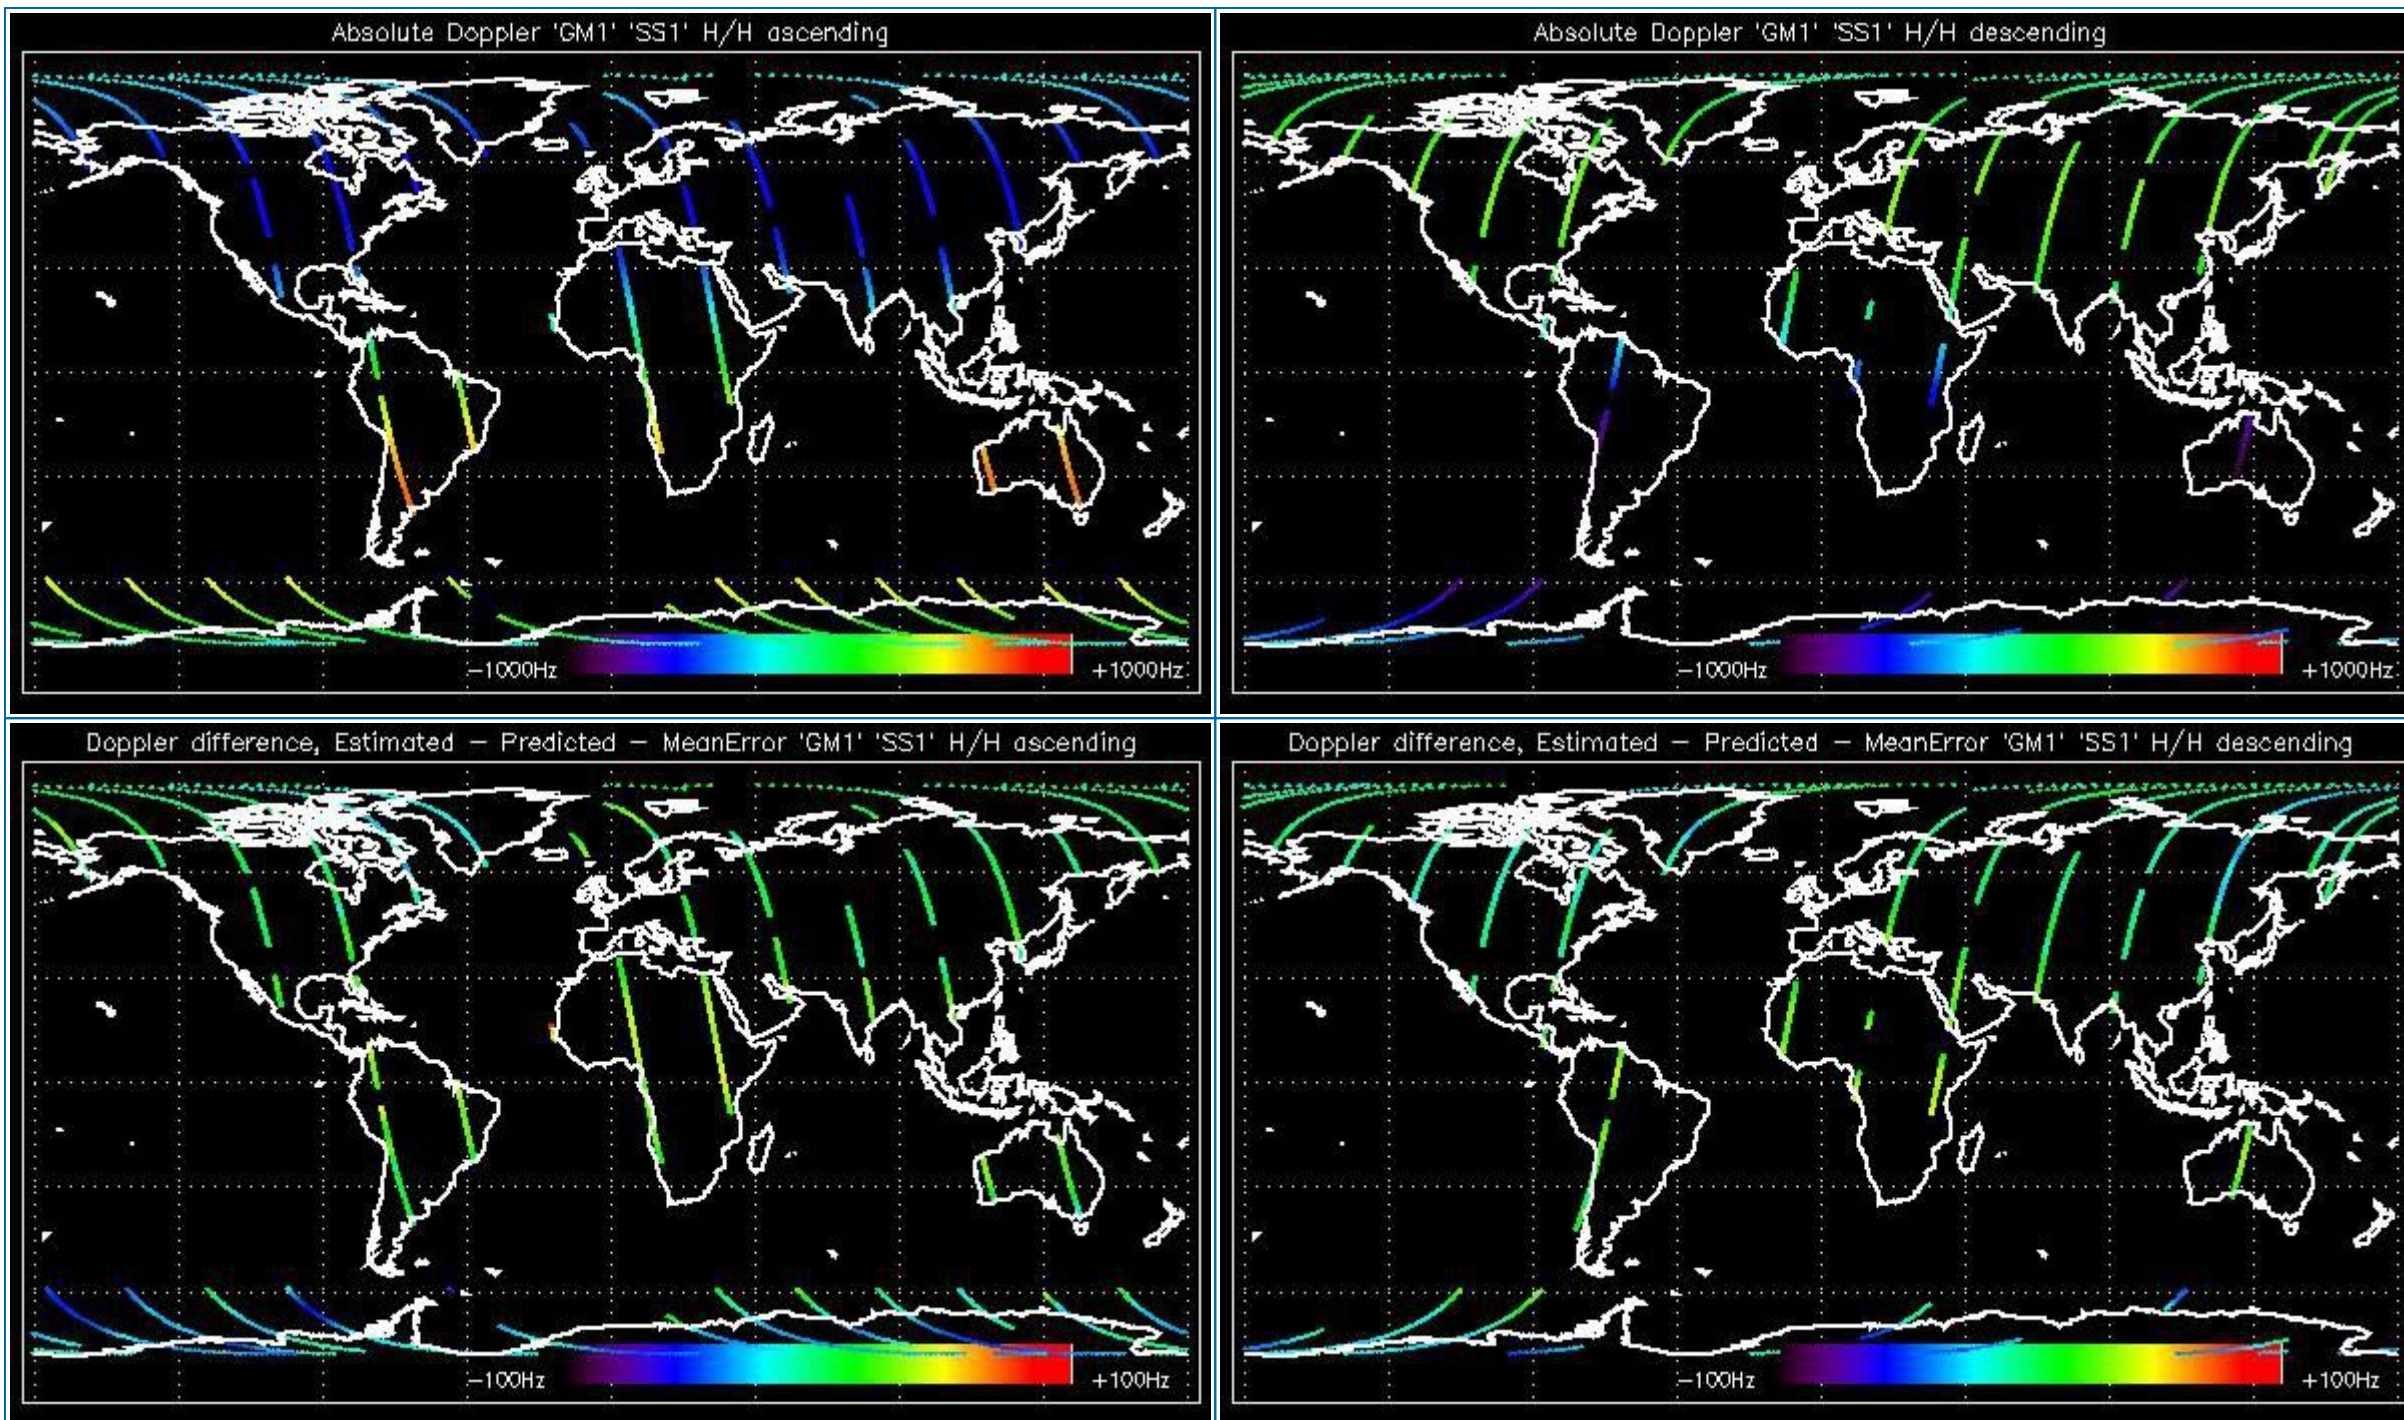 Absolute Doppler 'GM1' 'SS1' H/H ascending
−1000Hz
+1000Hz
Absolute Doppler 'GM1' 'SS1' H/H descending
−1000Hz
+1000Hz
Doppler difference, Estimated − Predicted − MeanError 'GM1' 'SS1' H/H ascending
−100Hz
+100Hz
Doppler difference, Estimated − Predicted − MeanError 'GM1' 'SS1' H/H descending
−100Hz
+100Hz